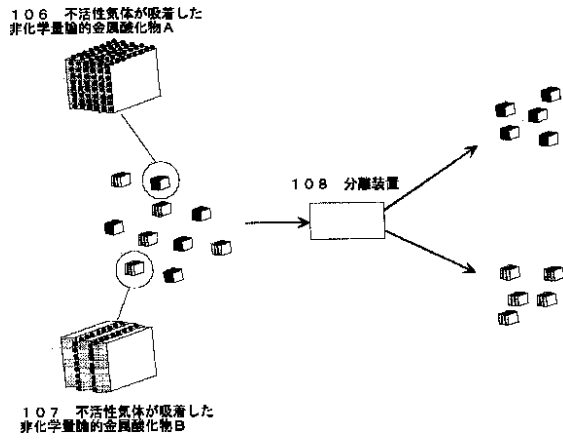 106 不活性気体が吸着した
非化学量論的金属酸化物A
108 分離装置
107 不活性気体が吸着した
非化学量論的金属酸化物B